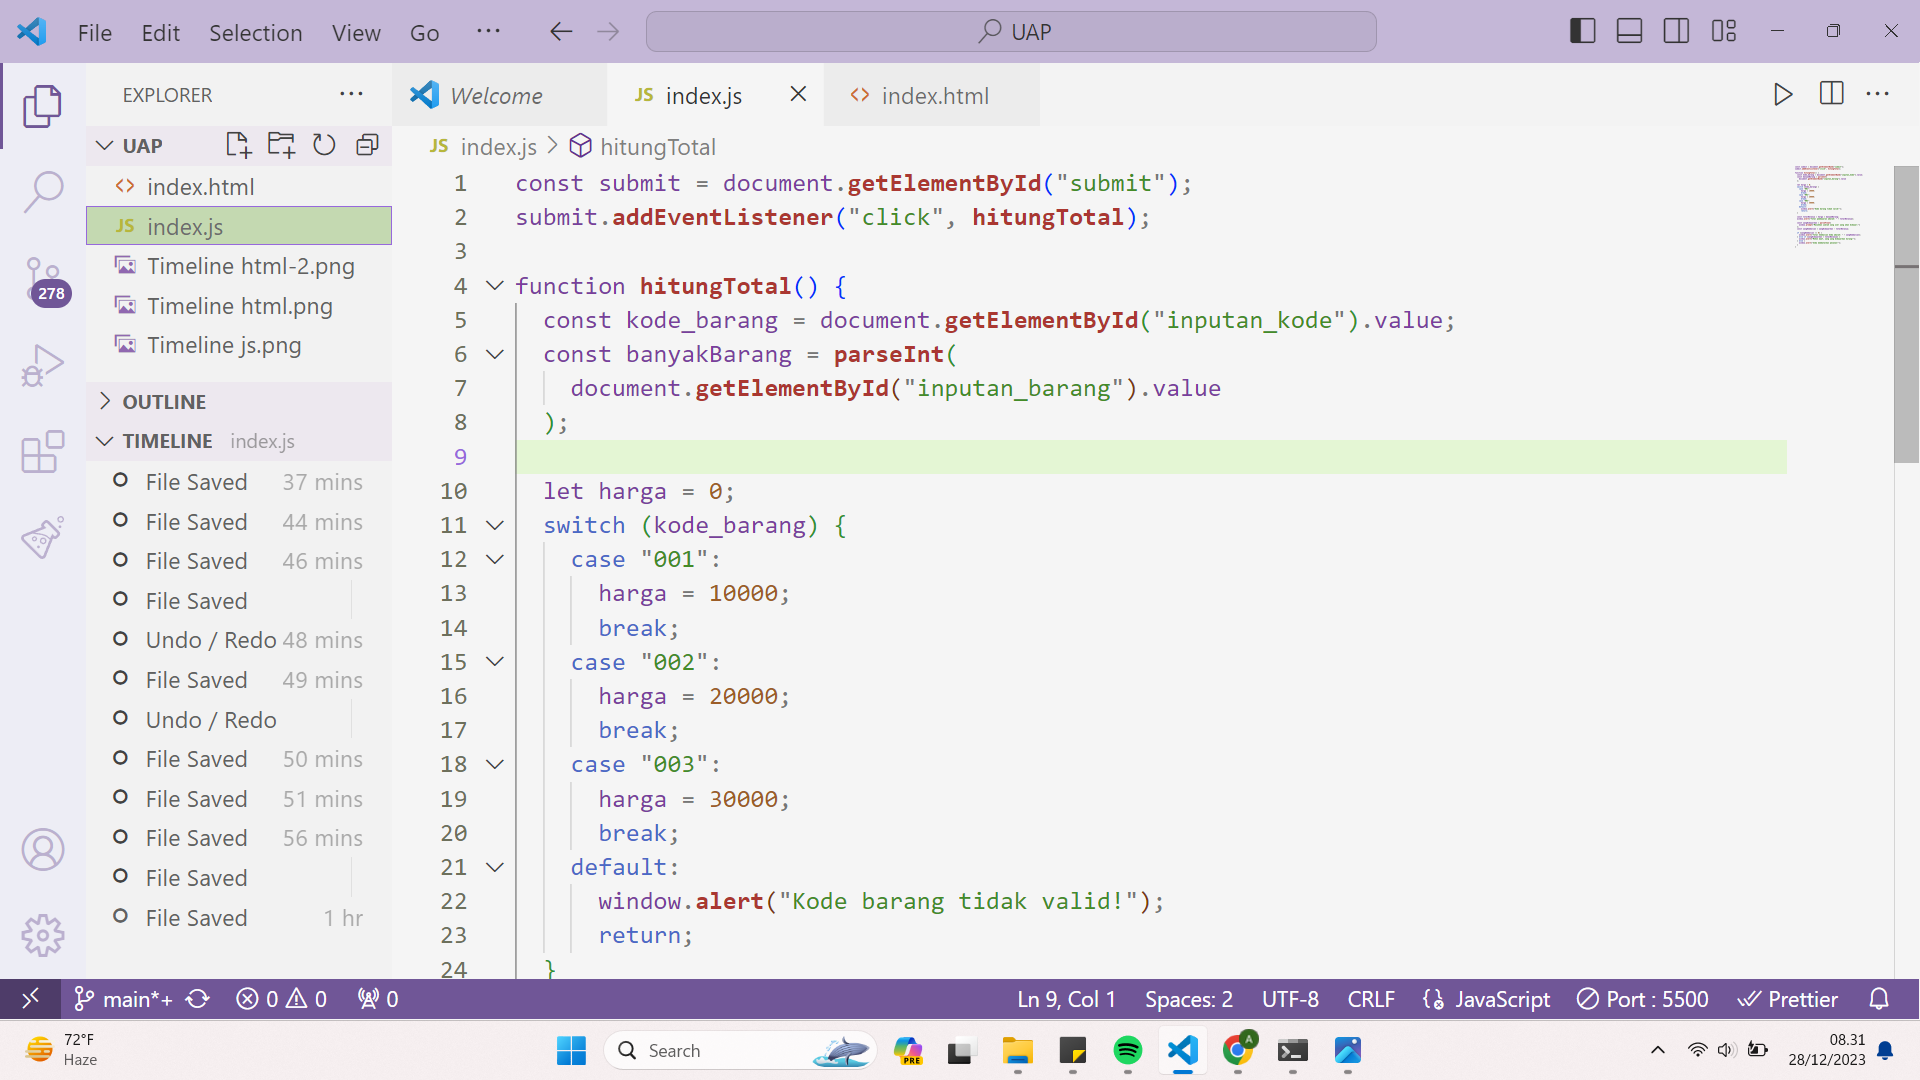 File Edit Selection View Go ··· UAP
EXPLORER ···
Welcome
JS index.js
<> index.html
UAP
<> index.html
JS index.js
Timeline html-2.png
Timeline html.png
Timeline js.png
OUTLINE
TIMELINE index.js
File Saved 37 mins
File Saved 44 mins
File Saved 46 mins
File Saved
Undo / Redo 48 mins
File Saved 49 mins
Undo / Redo
File Saved 50 mins
File Saved 51 mins
File Saved 56 mins
File Saved
File Saved 1 hr
278
JS index.js > hitungTotal
1 const submit = document.getElementById("submit");
2 submit.addEventListener("click", hitungTotal);
3
4 function hitungTotal() {
5 const kode_barang = document.getElementById("inputan_kode").value;
6 const banyakBarang = parseInt(
7 document.getElementById("inputan_barang").value
8 );
9
10 let harga = 0;
11 switch (kode_barang) {
12 case "001":
13 harga = 10000;
14 break;
15 case "002":
16 harga = 20000;
17 break;
18 case "003":
19 harga = 30000;
20 break;
21 default:
22 window.alert("Kode barang tidak valid!");
23 return;
24 }
main*+ 0 0 0 Ln 9, Col 1 Spaces: 2 UTF-8 CRLF JavaScript Port : 5500 Prettier
72°F
Haze
Search
PRE
A
08.31
28/12/2023